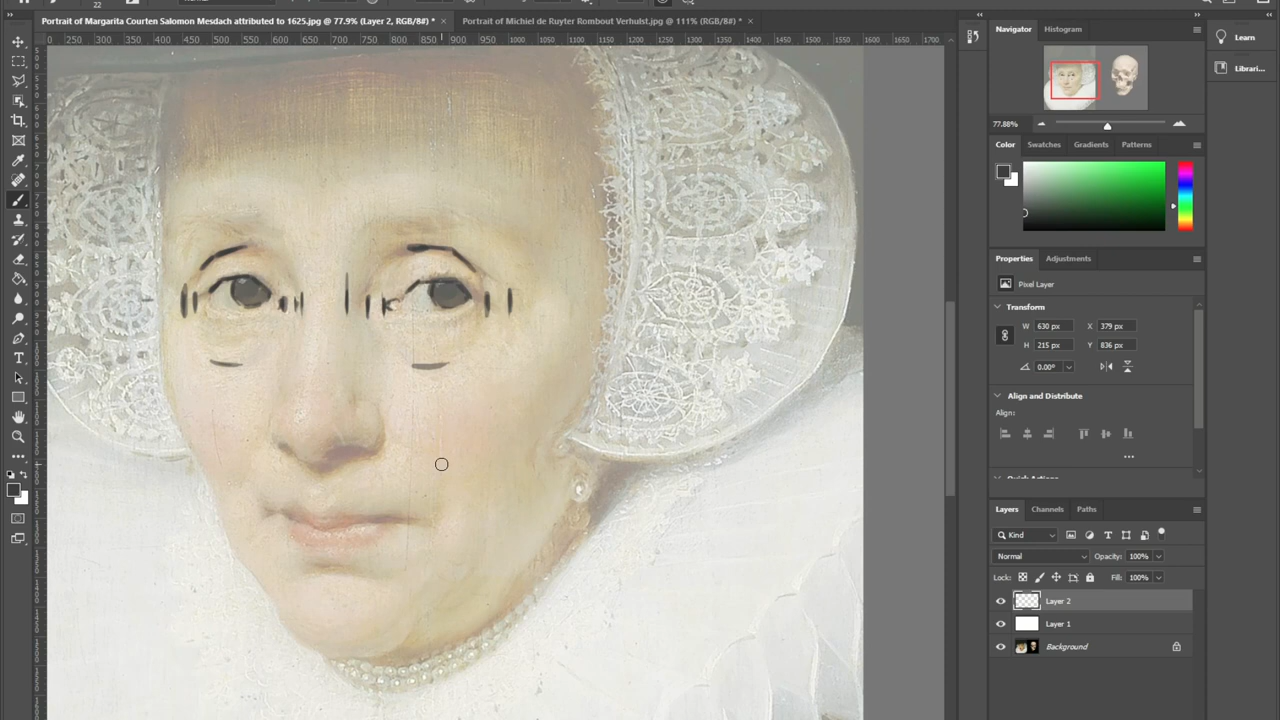 22
Normal
Portrait of Margarita Courten Salomon Mesdach attributed to 1625.jpg @ 77.9% (Layer 2, RGB/8#) * ×
Portrait of Michiel de Ruyter Rombout Verhulst.jpg @ 111% (RGB/8#) * ×
250 300 350 400 450 500 550 600 650 700 750 800 850 900 950 1000 1050 1100 1150 1200 1250 1300 1350 1400 1450 1500 1550 1600 1650 1700
Navigator Histogram
Learn
Librari...
77.88%
Color Swatches Gradients Patterns
Properties Adjustments
Pixel Layer
Transform
W 630 px X 379 px
H 215 px Y 836 px
0.00°
Align and Distribute
Align:
Layers Channels Paths
Kind
Normal Opacity: 100%
Lock: Fill: 100%
Layer 2
Layer 1
Background